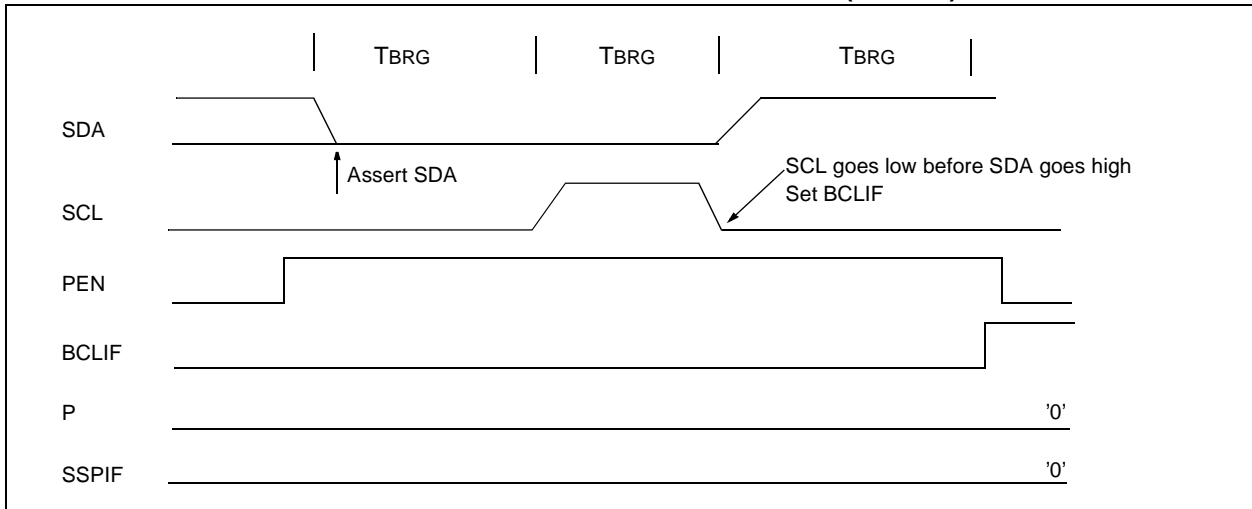 TBRG TBRG TBRG
SDA
Assert SDA
SCL goes low before SDA goes high
Set BCLIF
SCL
PEN
BCLIF
P '0'
SSPIF '0'